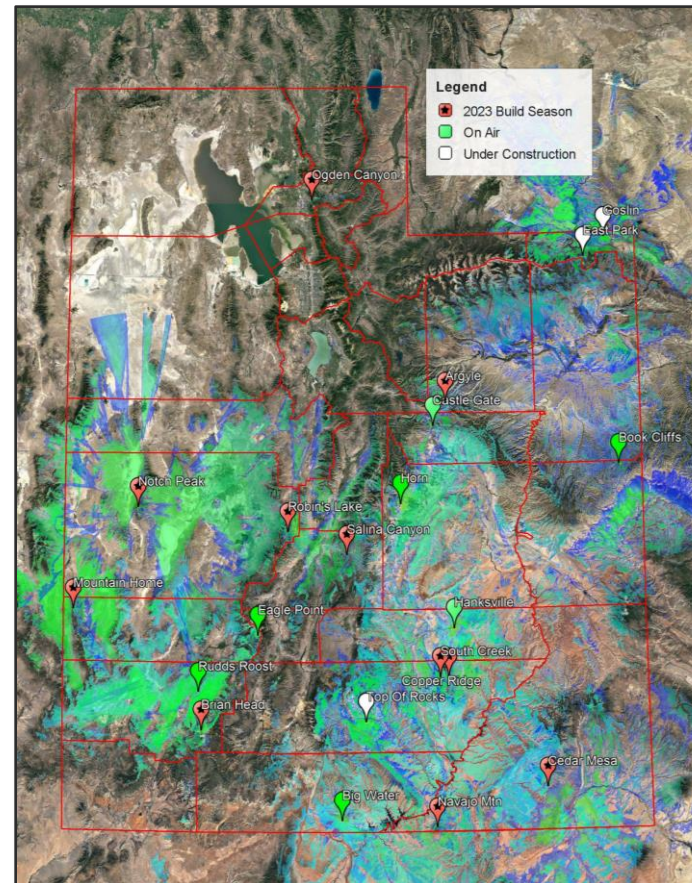 Legend
2023 Build Season
On Air
Under Construction
Ogden Canyon
Goslin
East Park
Argyle
Custle Gate
Book Cliffs
Notch Peak
Horn
Robin's Lake
Salina Canyon
Mountain Home
Eagle Point
Hanksville
Rudds Roost
South Creek
Copper Ridge
Brian Head
Top Of Rocks
Cedar Mesa
Big Water
Navajo Mtn